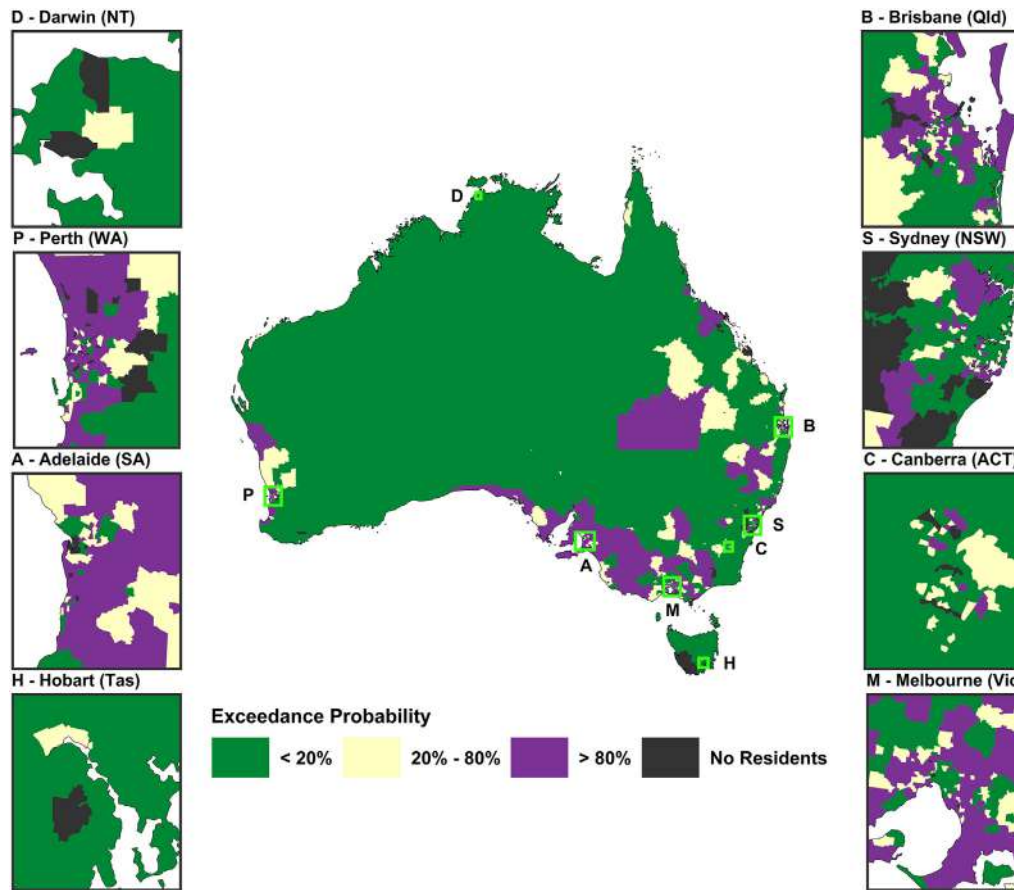 D - Darwin (NT)
B - Brisbane (Qld)
D
P - Perth (WA)
S - Sydney (NSW)
B
A - Adelaide (SA)
P
C - Canberra (ACT)
S
C
A
M
H - Hobart (Tas)
H
M - Melbourne (Vic
Exceedance Probability
< 20%
20% - 80%
> 80%
No Residents